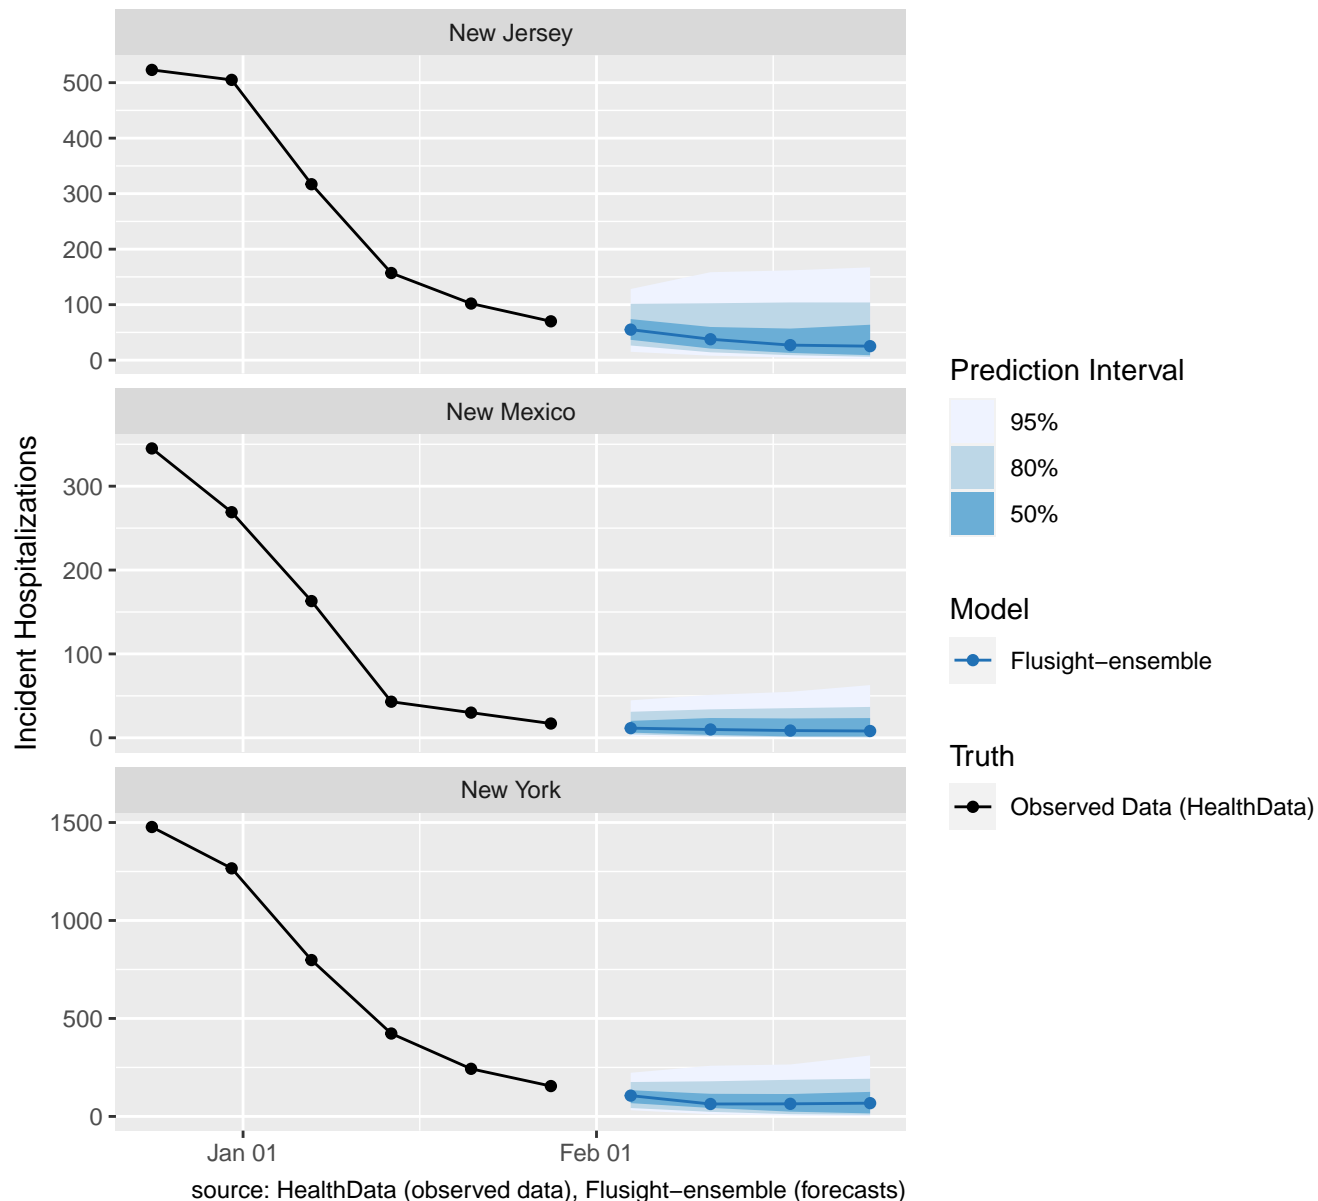 New Jersey
500
400
300
200
100
0
New Mexico
300
200
100
0
New York
1500
1000
500
0
Jan 01
Feb 01
Incident Hospitalizations
source: HealthData (observed data), Flusight−ensemble (forecasts)
Prediction Interval
95%
80%
50%
Model
Flusight−ensemble
Truth
Observed Data (HealthData)